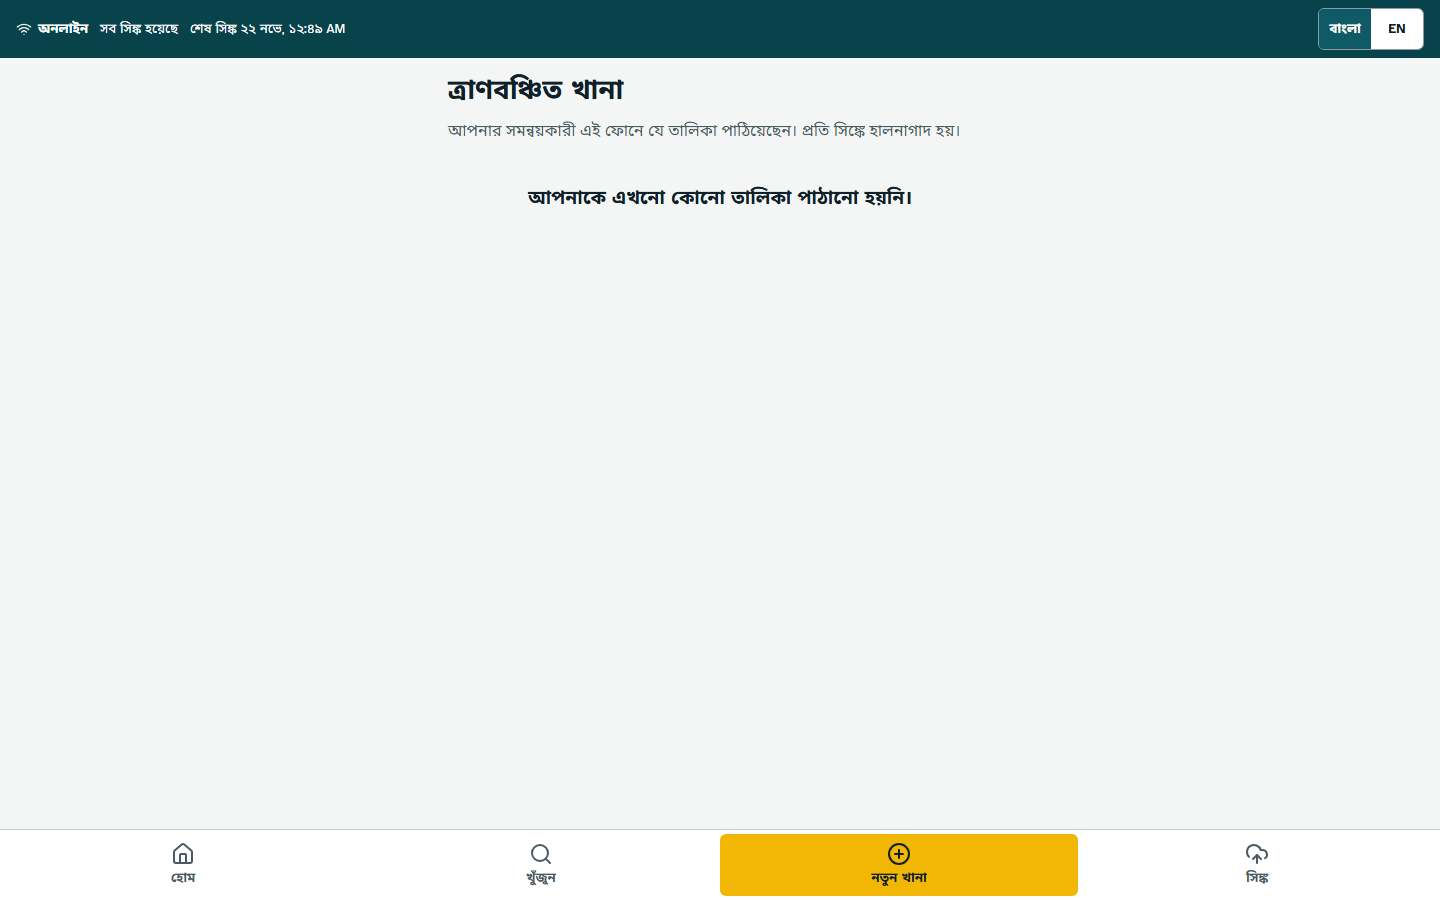 অনলাইন সব সিঙ্ক হয়েছে শেষ সিঙ্ক ২২ নভে, ১২:৪৯ AM
বাংলা EN
ত্রাণবঞ্চিত খানা
আপনার সমন্বয়কারী এই ফোনে যে তালিকা পাঠিয়েছেন। প্রতি সিঙ্কে হালনাগাদ হয়।
আপনাকে এখনো কোনো তালিকা পাঠানো হয়নি।
হোম
খুঁজুন
নতুন খানা
সিঙ্ক